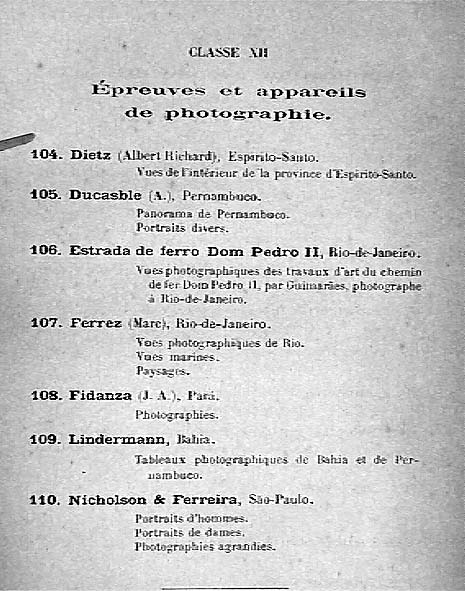 CLASSE XII
Épreuves et appareils
de photographie.
104. Dietz (Albert Richard), Espirito-Santo.
Vues de l'intérieur de la province d'Espirito-Santo.
105. Ducasble (A.), Pernambuco.
Panorama de Pernambuco.
Portraits divers.
106. Estrada de ferro Dom Pedro II, Rio-de-Janeiro.
Vues photographiques des travaux d'art du chemin
de fer Dom Pedro II, par Guimarães, photographe
à Rio-de-Janeiro.
107. Ferrez (Marc), Rio-de-Janeiro.
Vues photographiques de Rio.
Vues marines.
Paysages.
108. Fidanza (J. A.), Pará.
Photographies.
109. Lindermann, Bahia.
Tableaux photographiques de Bahia et de Per-
nambuco.
110. Nicholson & Ferreira, São-Paulo.
Portraits d'hommes.
Portraits de dames.
Photographies agrandies.